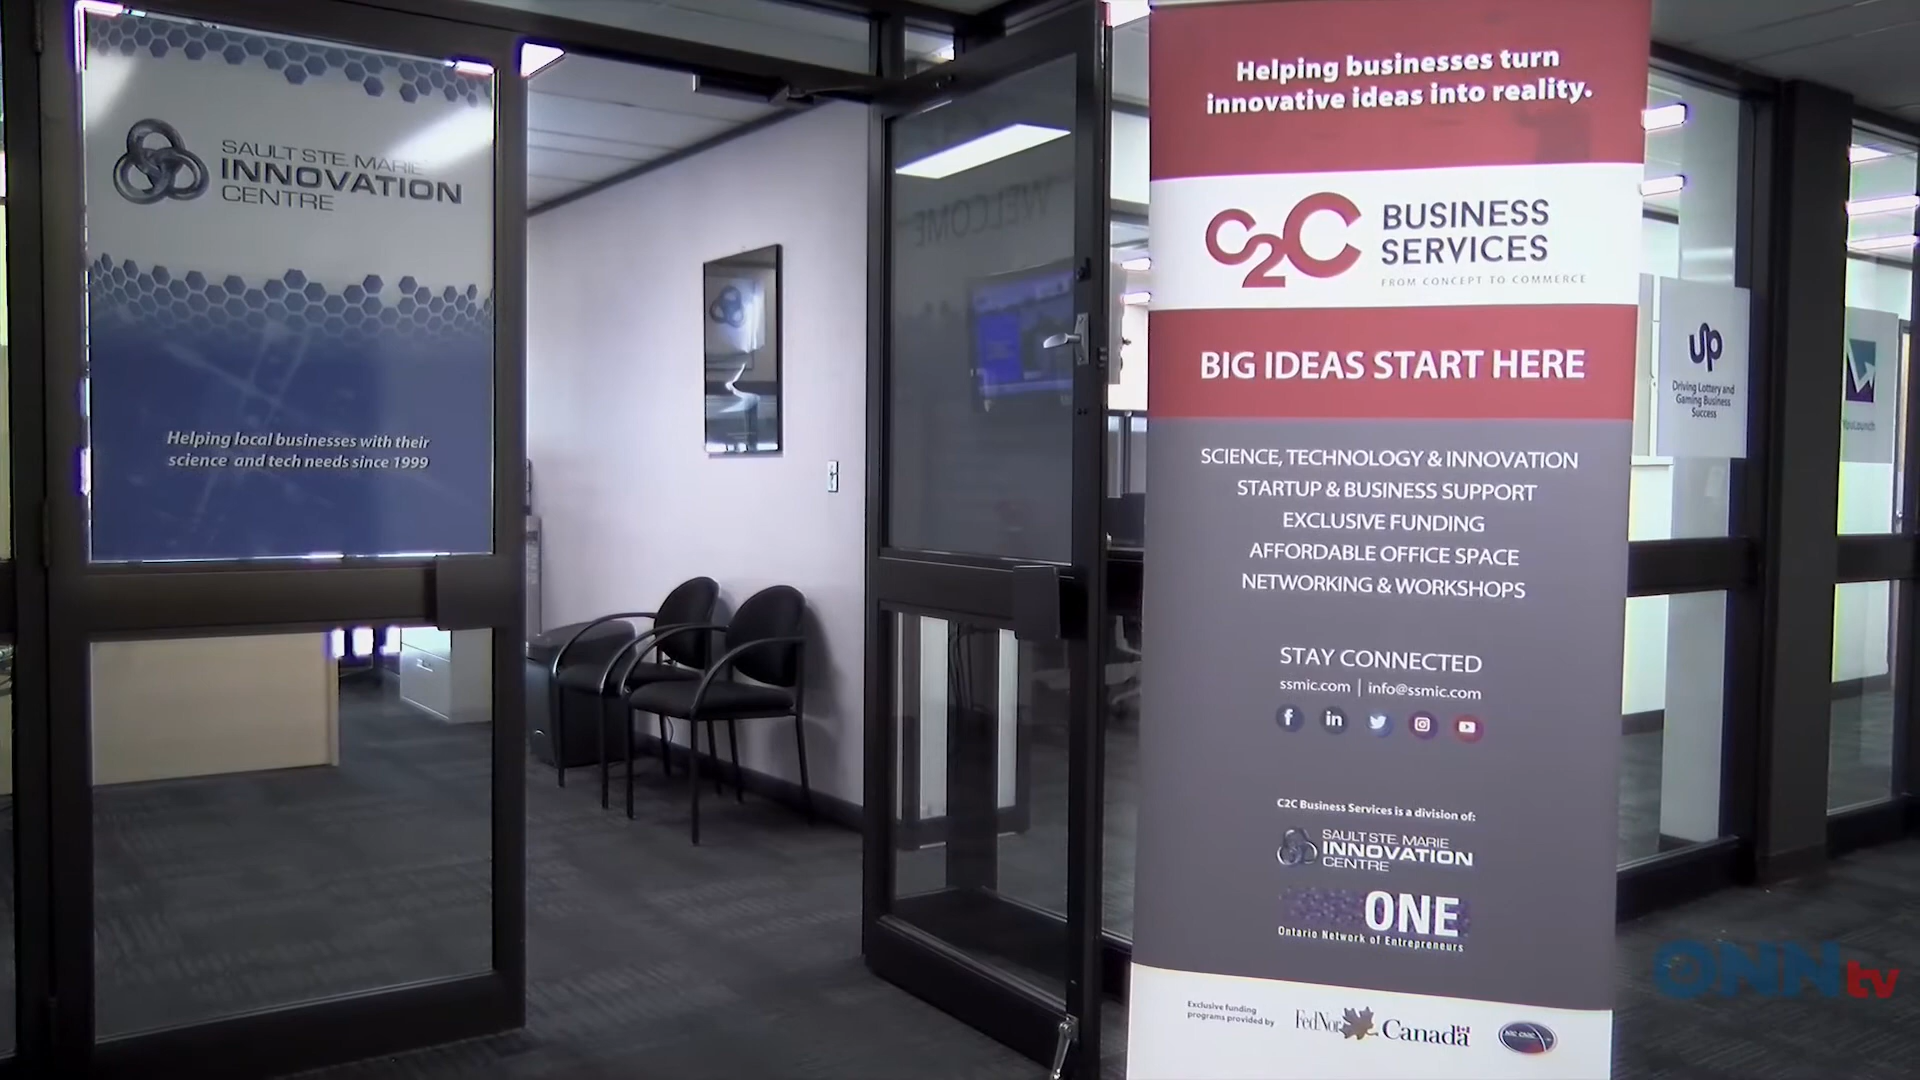 SAULT STE. MARIE
INNOVATION
CENTRE
Helping local businesses with their
science and tech needs since 1999
WELCOME
Helping businesses turn
innovative ideas into reality.
C2C
BUSINESS
SERVICES
FROM CONCEPT TO COMMERCE
BIG IDEAS START HERE
SCIENCE, TECHNOLOGY & INNOVATION
STARTUP & BUSINESS SUPPORT
EXCLUSIVE FUNDING
AFFORDABLE OFFICE SPACE
NETWORKING & WORKSHOPS
STAY CONNECTED
ssmic.com | info@ssmic.com
C2C Business Services is a division of:
SAULT STE. MARIE
INNOVATION
CENTRE
ONE
Ontario Network of Entrepreneurs
Exclusive funding
programs provided by
FedNor
Canada
up
Driving Lottery and
Gaming Business
Success
YouLaunch
ONNtv